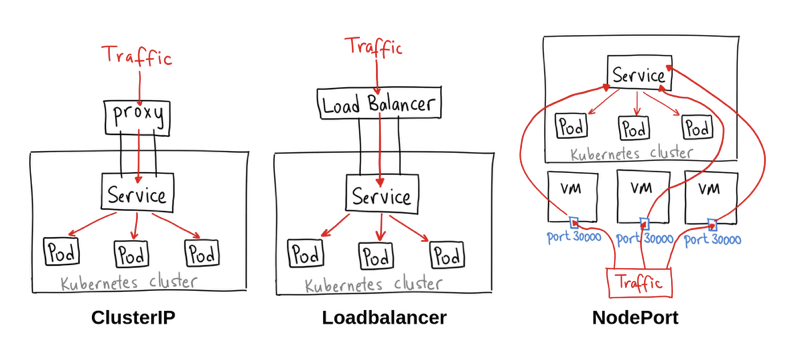 Traffic
proxy
Service
Pod Pod Pod
Kubernetes cluster
ClusterIP
Traffic
Load Balancer
Service
Pod Pod Pod
Kubernetes cluster
Loadbalancer
Service
Pod Pod Pod
Kubernetes cluster
VM VM VM
port 30000 port 30000 port 30000
Traffic
NodePort